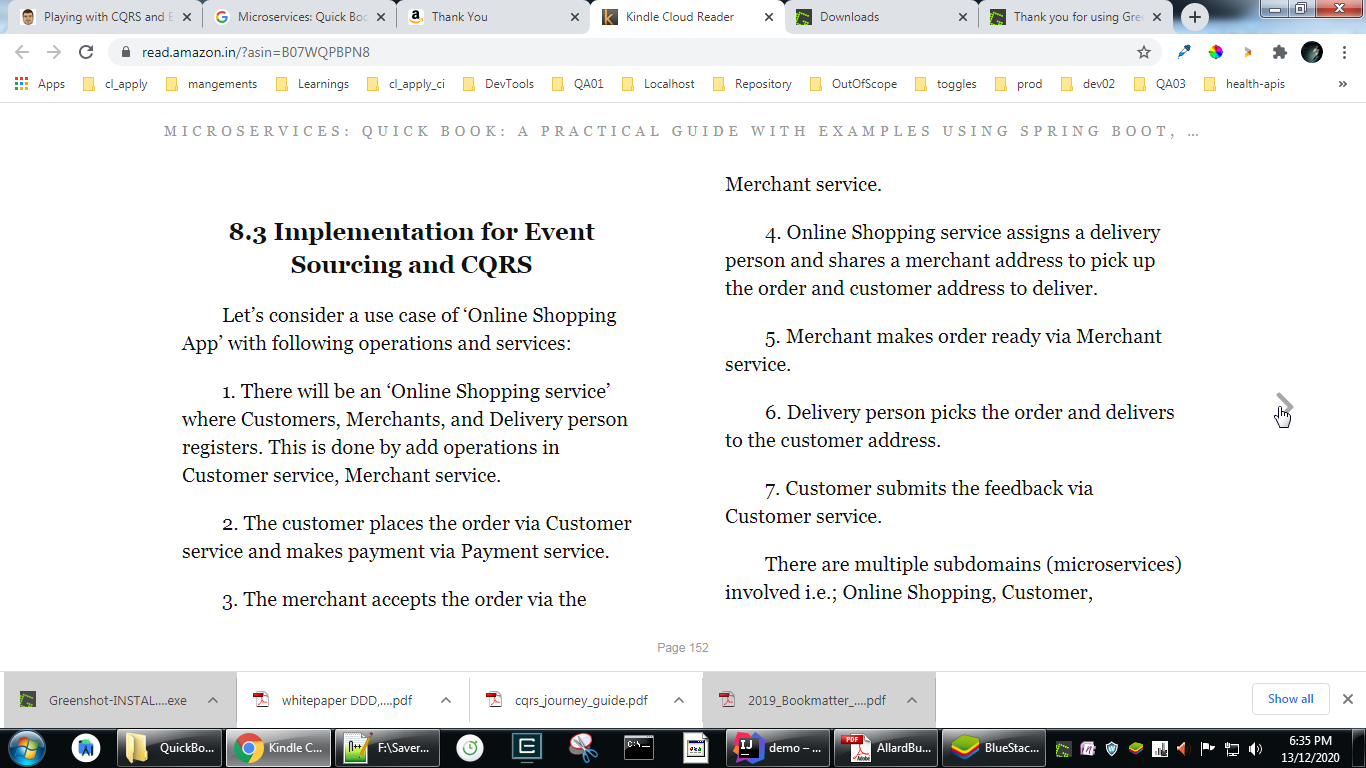 Playing with CQRS and E
Microservices: Quick Boo
Thank You
Kindle Cloud Reader
Downloads
Thank you for using Gre
read.amazon.in/?asin=B07WQPBPN8
Apps
cl_apply
mangements
Learnings
cl_apply_ci
DevTools
QA01
Localhost
Repository
OutOfScope
toggles
prod
dev02
QA03
health-apis
»
MICROSERVICES: QUICK BOOK: A PRACTICAL GUIDE WITH EXAMPLES USING SPRING BOOT, …
8.3 Implementation for Event
Sourcing and CQRS
Let’s consider a use case of ‘Online Shopping
App’ with following operations and services:
1. There will be an ‘Online Shopping service’
where Customers, Merchants, and Delivery person
registers. This is done by add operations in
Customer service, Merchant service.
2. The customer places the order via Customer
service and makes payment via Payment service.
3. The merchant accepts the order via the
Merchant service.
4. Online Shopping service assigns a delivery
person and shares a merchant address to pick up
the order and customer address to deliver.
5. Merchant makes order ready via Merchant
service.
6. Delivery person picks the order and delivers
to the customer address.
7. Customer submits the feedback via
Customer service.
There are multiple subdomains (microservices)
involved i.e.; Online Shopping, Customer,
Page 152
Greenshot-INSTAL....exe
whitepaper DDD,....pdf
cqrs_journey_guide.pdf
2019_Bookmatter_....pdf
Show all
QuickBo...
Kindle C...
F:\Saver...
demo – ...
AllardBu...
BlueStac...
6:35 PM
13/12/2020